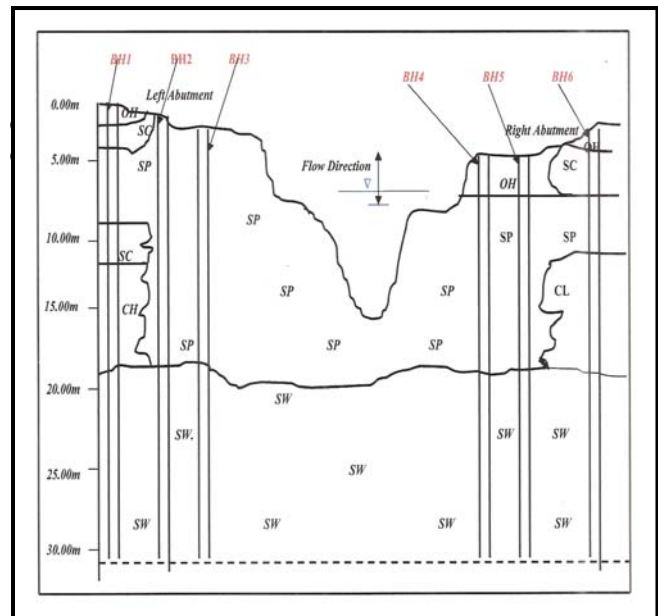 BH1 BH2 BH3
BH4 BH5 BH6
Left Abutment
Right Abutment
0.00m
5.00m
10.00m
15.00m
20.00m
25.00m
30.00m
Flow Direction
OH
SC
SP
SC
CH
SP
SP
SP
SP
SP
SP
OH
SP
OH
SC
SP
CL
SW
SW.
SW
SW
SW
SW
SW
SW
SW